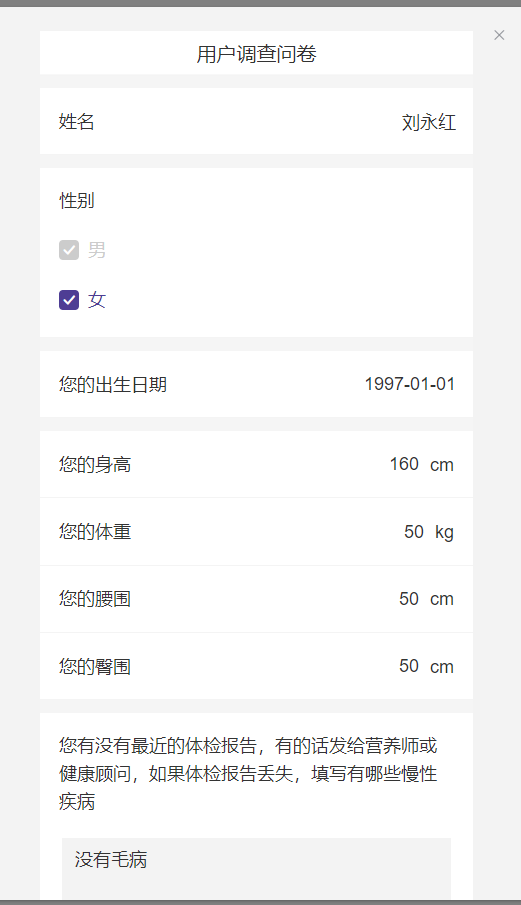 用户调查问卷
姓名 刘永红
性别
男
女
您的出生日期 1997-01-01
您的身高 160 cm
您的体重 50 kg
您的腰围 50 cm
您的臀围 50 cm
您有没有最近的体检报告，有的话发给营养师或
健康顾问，如果体检报告丢失，填写有哪些慢性
疾病
没有毛病